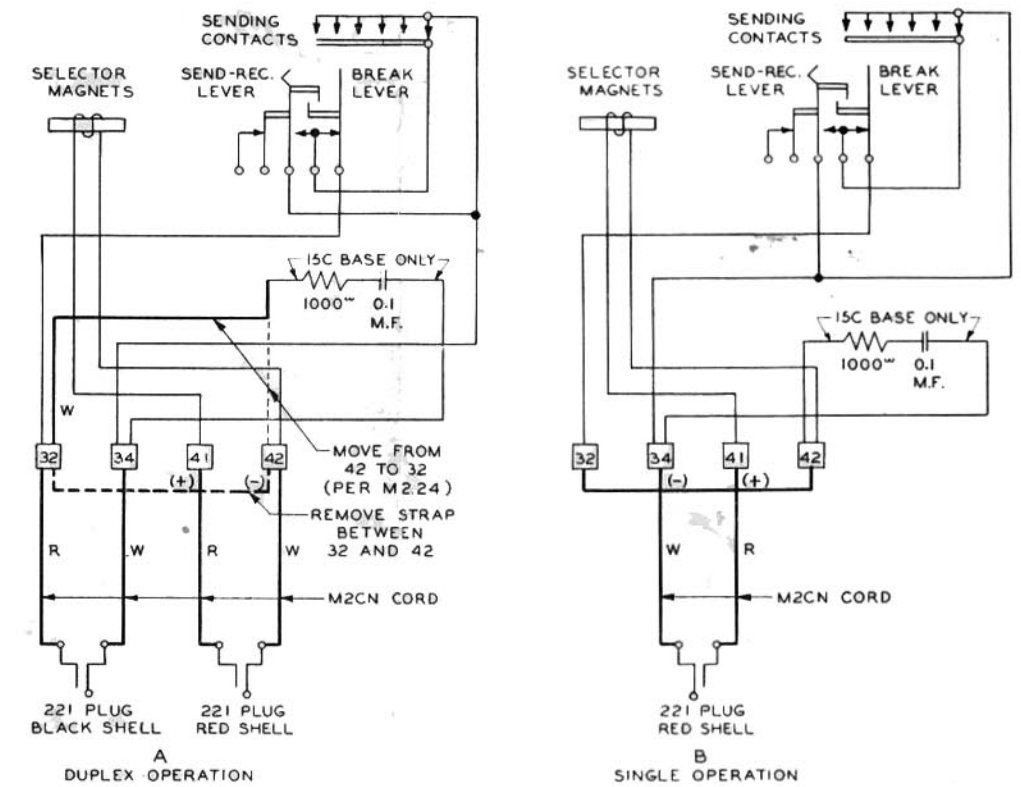 SENDING
CONTACTS
SELECTOR
MAGNETS
SEND-REC.
LEVER
BREAK
LEVER
15C BASE ONLY
1000ʷ
0.1
M.F.
W
32
34
41
42
(+)
(-)
MOVE FROM
42 TO 32
(PER M2.24)
REMOVE STRAP
BETWEEN
32 AND 42
R
W
R
W
M2CN CORD
221 PLUG
BLACK SHELL
221 PLUG
RED SHELL
A
DUPLEX OPERATION
SENDING
CONTACTS
SELECTOR
MAGNETS
SEND-REC.
LEVER
BREAK
LEVER
15C BASE ONLY
1000ʷ
0.1
M.F.
32
34
41
42
(-)
(+)
W
R
M2CN CORD
221 PLUG
RED SHELL
B
SINGLE OPERATION